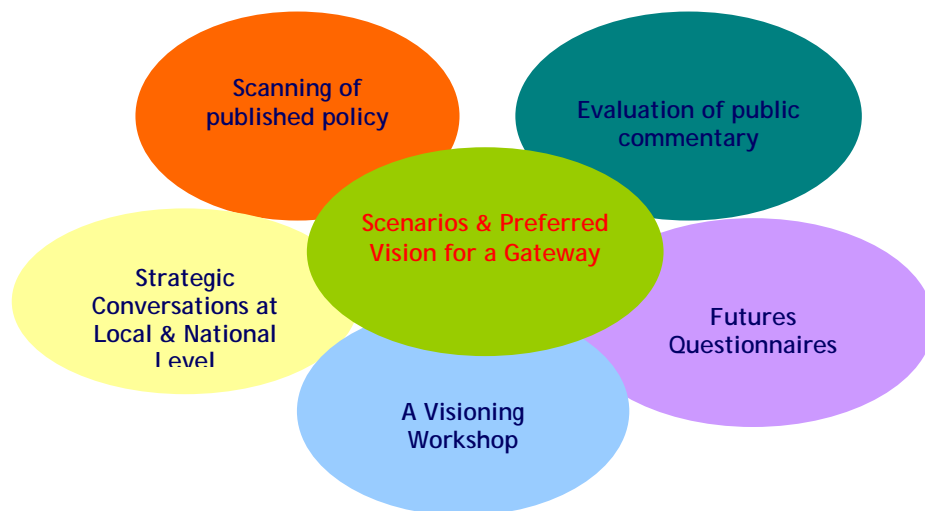 Scanning of
published policy
Evaluation of public
commentary
Scenarios & Preferred
Vision for a Gateway
Strategic
Conversations at
Local & National
Level
Futures
Questionnaires
A Visioning
Workshop